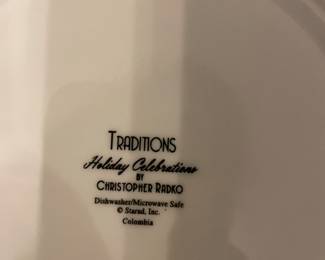 TRADITIONS
Holiday Celebrations
BY
CHRISTOPHER RADKO
Dishwasher/Microwave Safe
© Starad, Inc.
Colombia